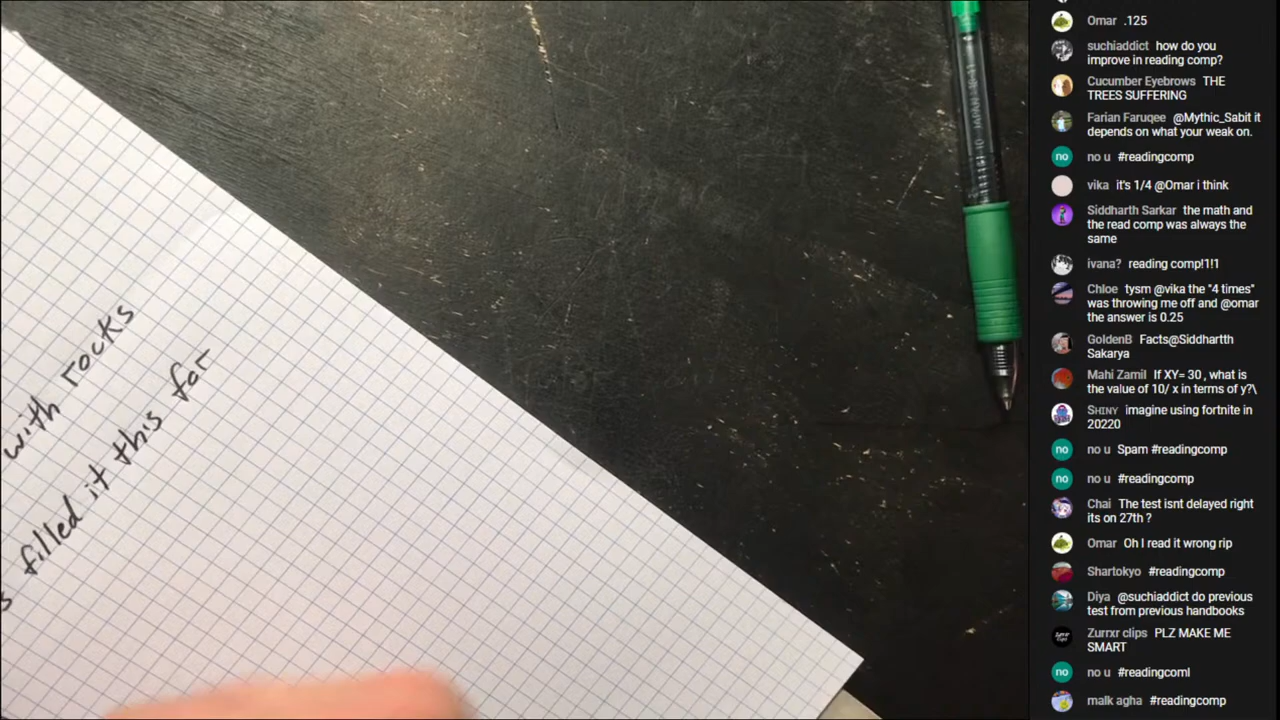 with rocks
filled it this far
JAPAN
Omar .125
suchiaddict how do you
improve in reading comp?
Cucumber Eyebrows THE
TREES SUFFERING
Farian Faruqee @Mythic_Sabit it
depends on what your weak on.
no no u #readingcomp
vika it's 1/4 @Omar i think
Siddharth Sarkar the math and
the read comp was always the
same
ivana? reading comp!1!1
Chloe tysm @vika the "4 times"
was throwing me off and @omar
the answer is 0.25
GoldenB Facts@Siddhartth
Sakarya
Mahi Zamil If XY= 30 , what is
the value of 10/ x in terms of y?\
SHINY imagine using fortnite in
20220
no no u Spam #readingcomp
no no u #readingcomp
Chai The test isnt delayed right
its on 27th ?
Omar Oh I read it wrong rip
Shartokyo #readingcomp
Diya @suchiaddict do previous
test from previous handbooks
Zurrxr clips PLZ MAKE ME
SMART
no no u #readingcoml
malk agha #readingcomp